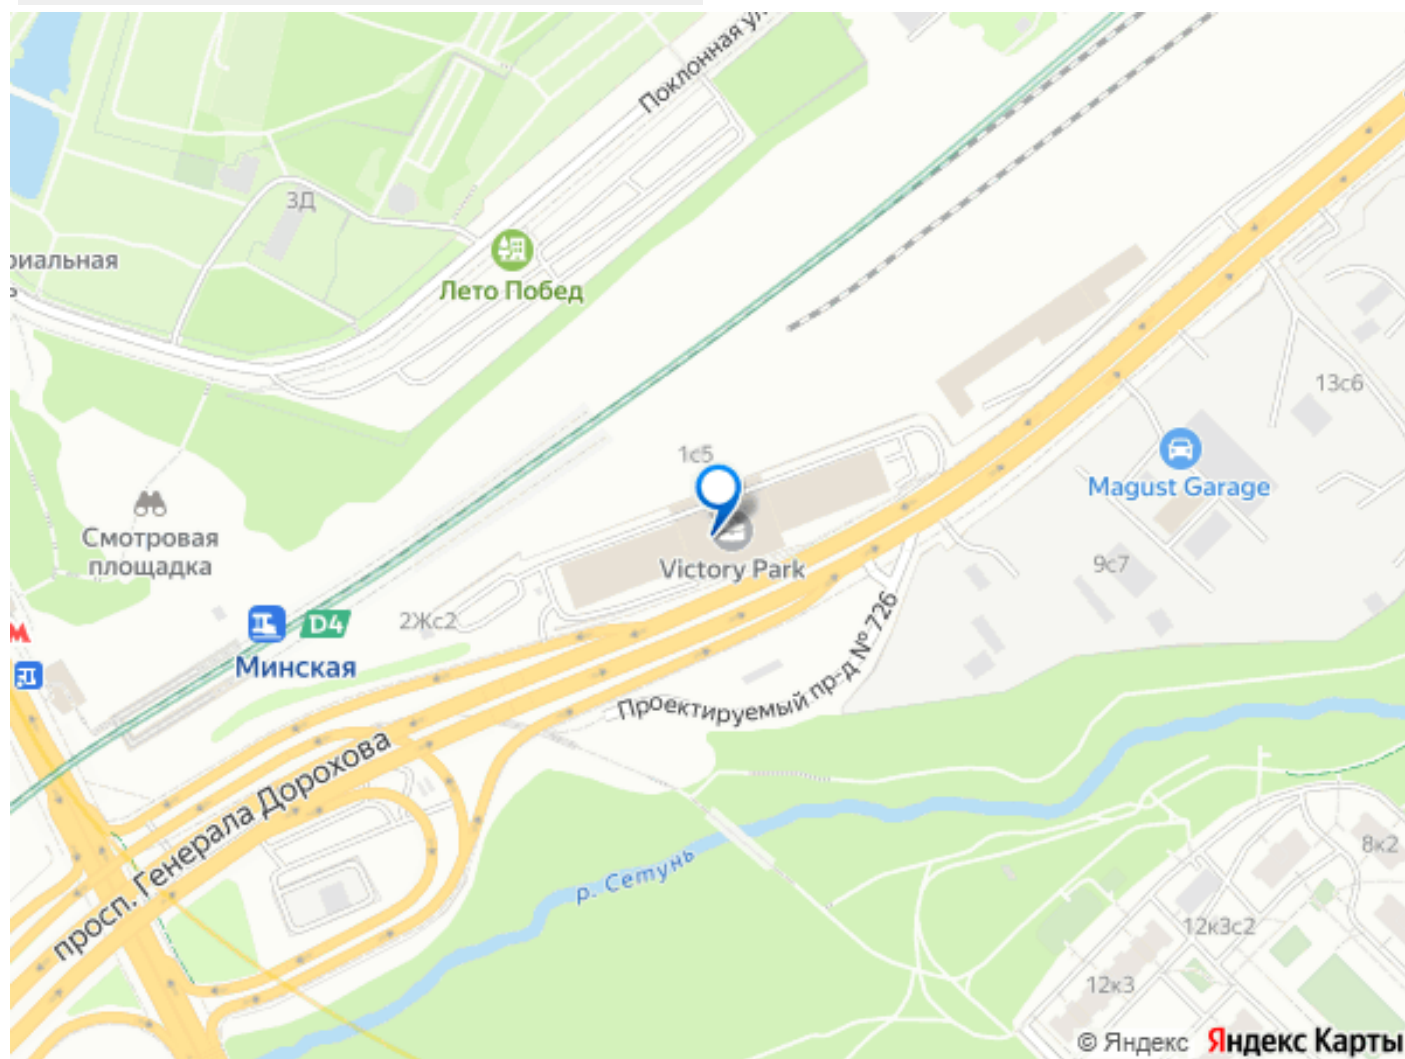 Поклонная ул
3Д
риальная
Лето Побед
13с6
1с5
Magust Garage
Смотровая
площадка
Victory Park
9с7
2Жс2
D4
Минская
Проектируемый пр-д № 726
просп. Генерала Дорохова
р. Сетунь
8к2
12к3с2
12к3
© Яндекс Яндекс Карты